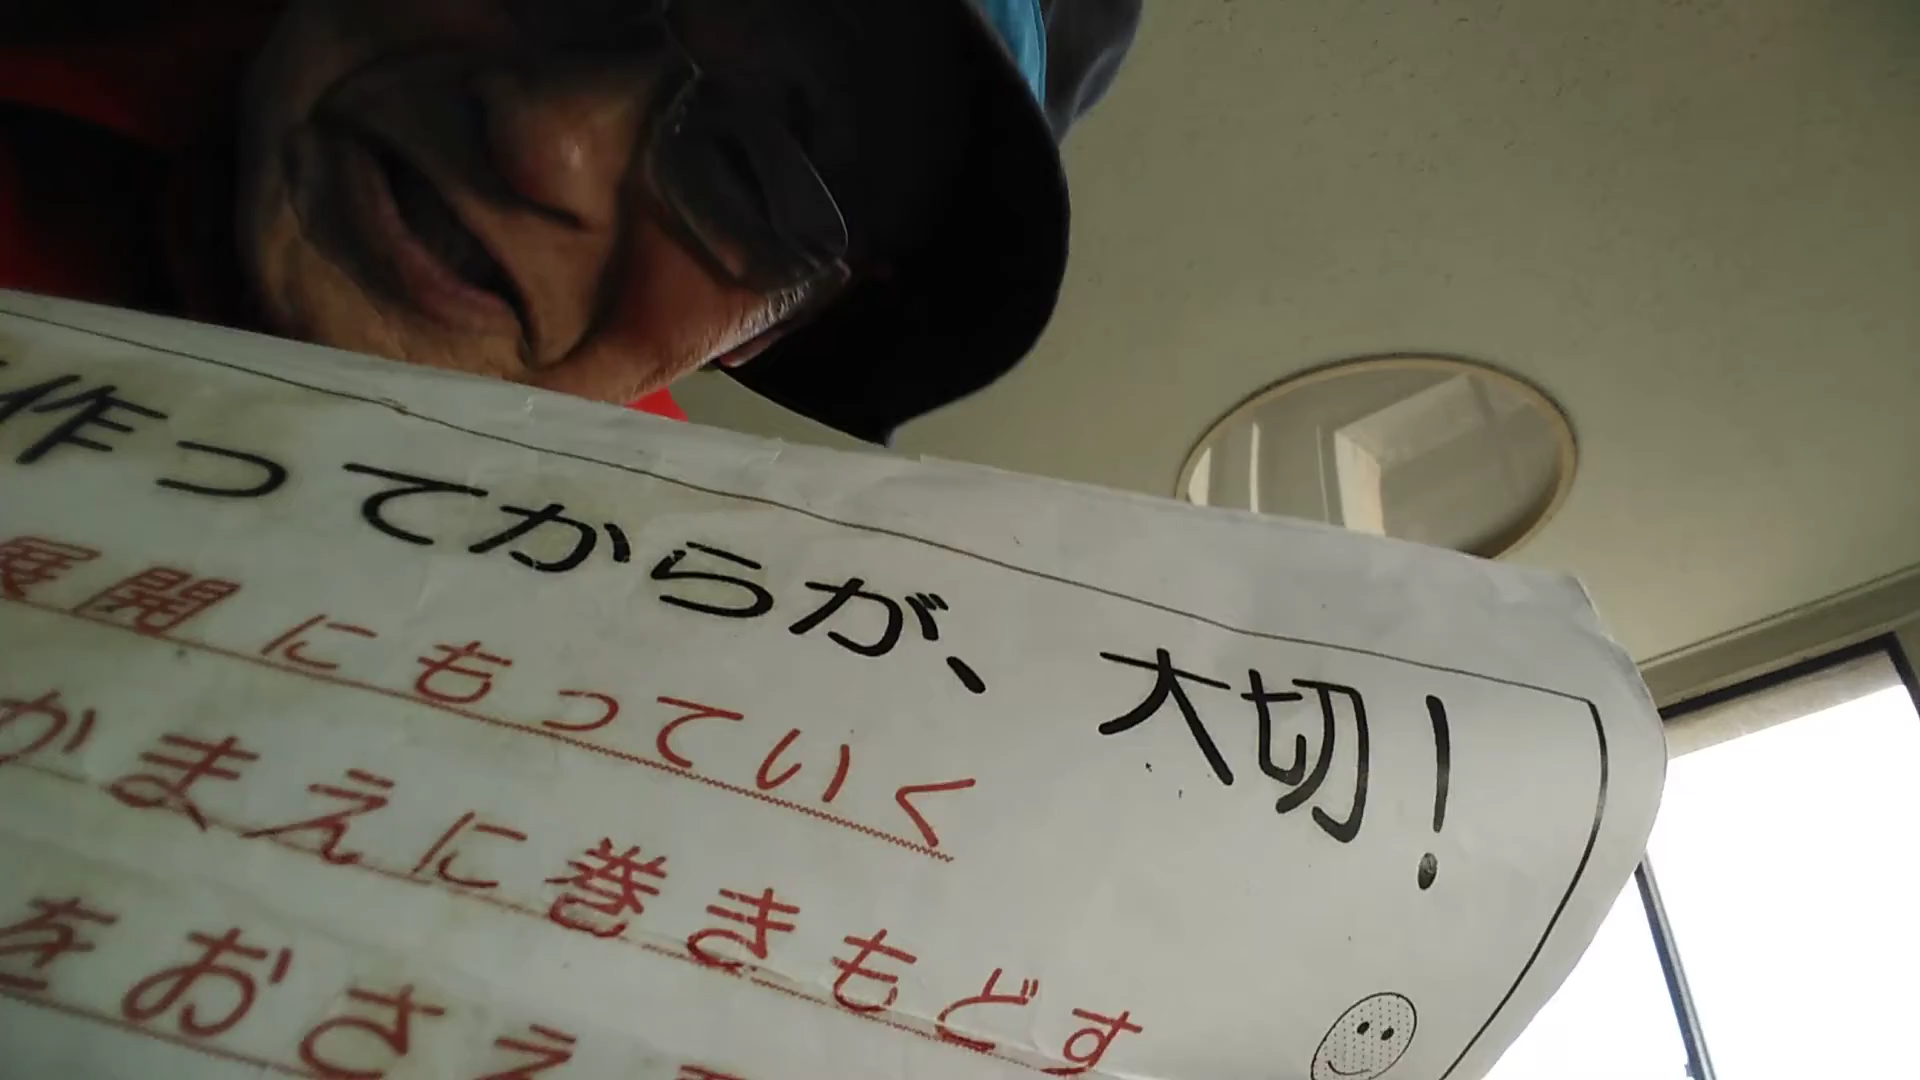 作ってからが、大切！
展開にもっていく
かまえに巻きもどす
をおさえ